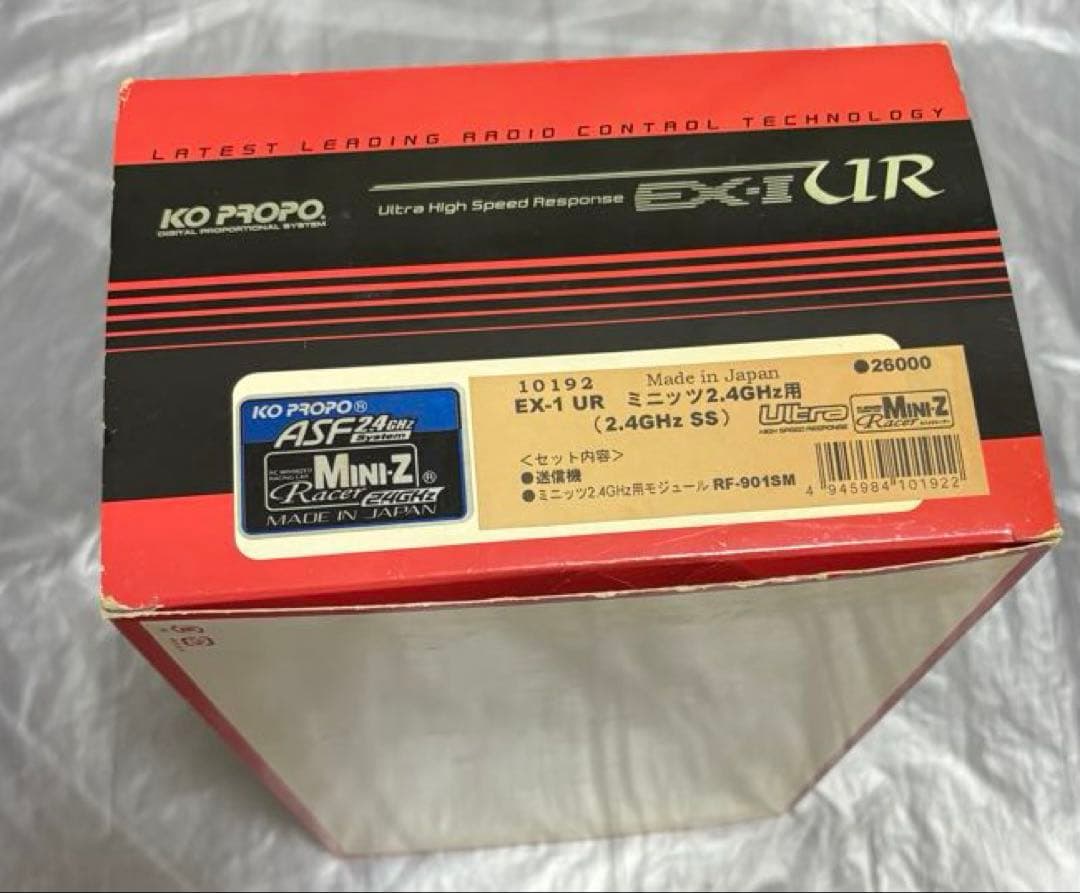 LATEST LEADING RADIO CONTROL TECHNOLOGY
KO PROPO®
DIGITAL PROPORTIONAL SYSTEM
Ultra High Speed Response EX-1 UR
KO PROPO®
ASF 2.4GHz
System
MINI-Z®
Racer 2.4GHz
MADE IN JAPAN
10192 Made in Japan ●26000
EX-1 UR ミニッツ2.4GHz用
（2.4GHz SS）
Ultra
HIGH SPEED RESPONSE
MINI-Z
Racer
＜セット内容＞
●送信機
●ミニッツ2.4GHz用モジュール RF-901SM
4 945984 101922